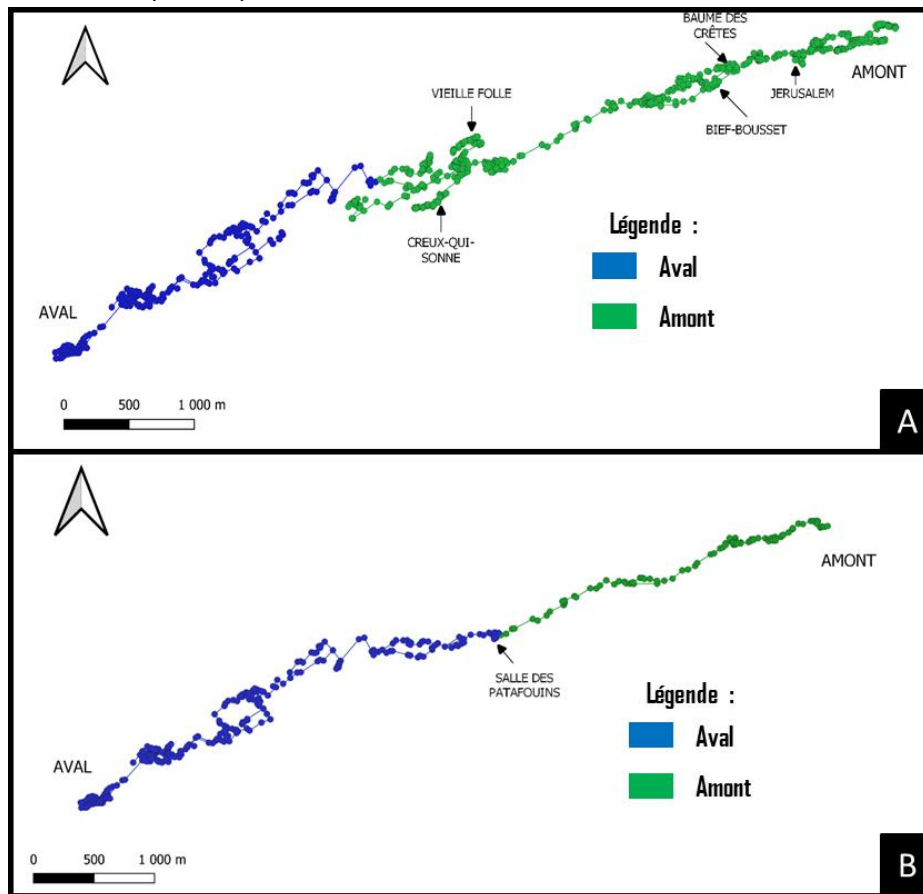 BAUME DES
CRÊTES
AMONT
VIEILLE FOLLE
JERUSALEM
BIEF-BOUSSET
CREUX-QUI-
SONNE
Légende :
Aval
Amont
AVAL
0 500 1 000 m
A
AMONT
SALLE DES
PATAFOUINS
Légende :
Aval
Amont
AVAL
0 500 1 000 m
B